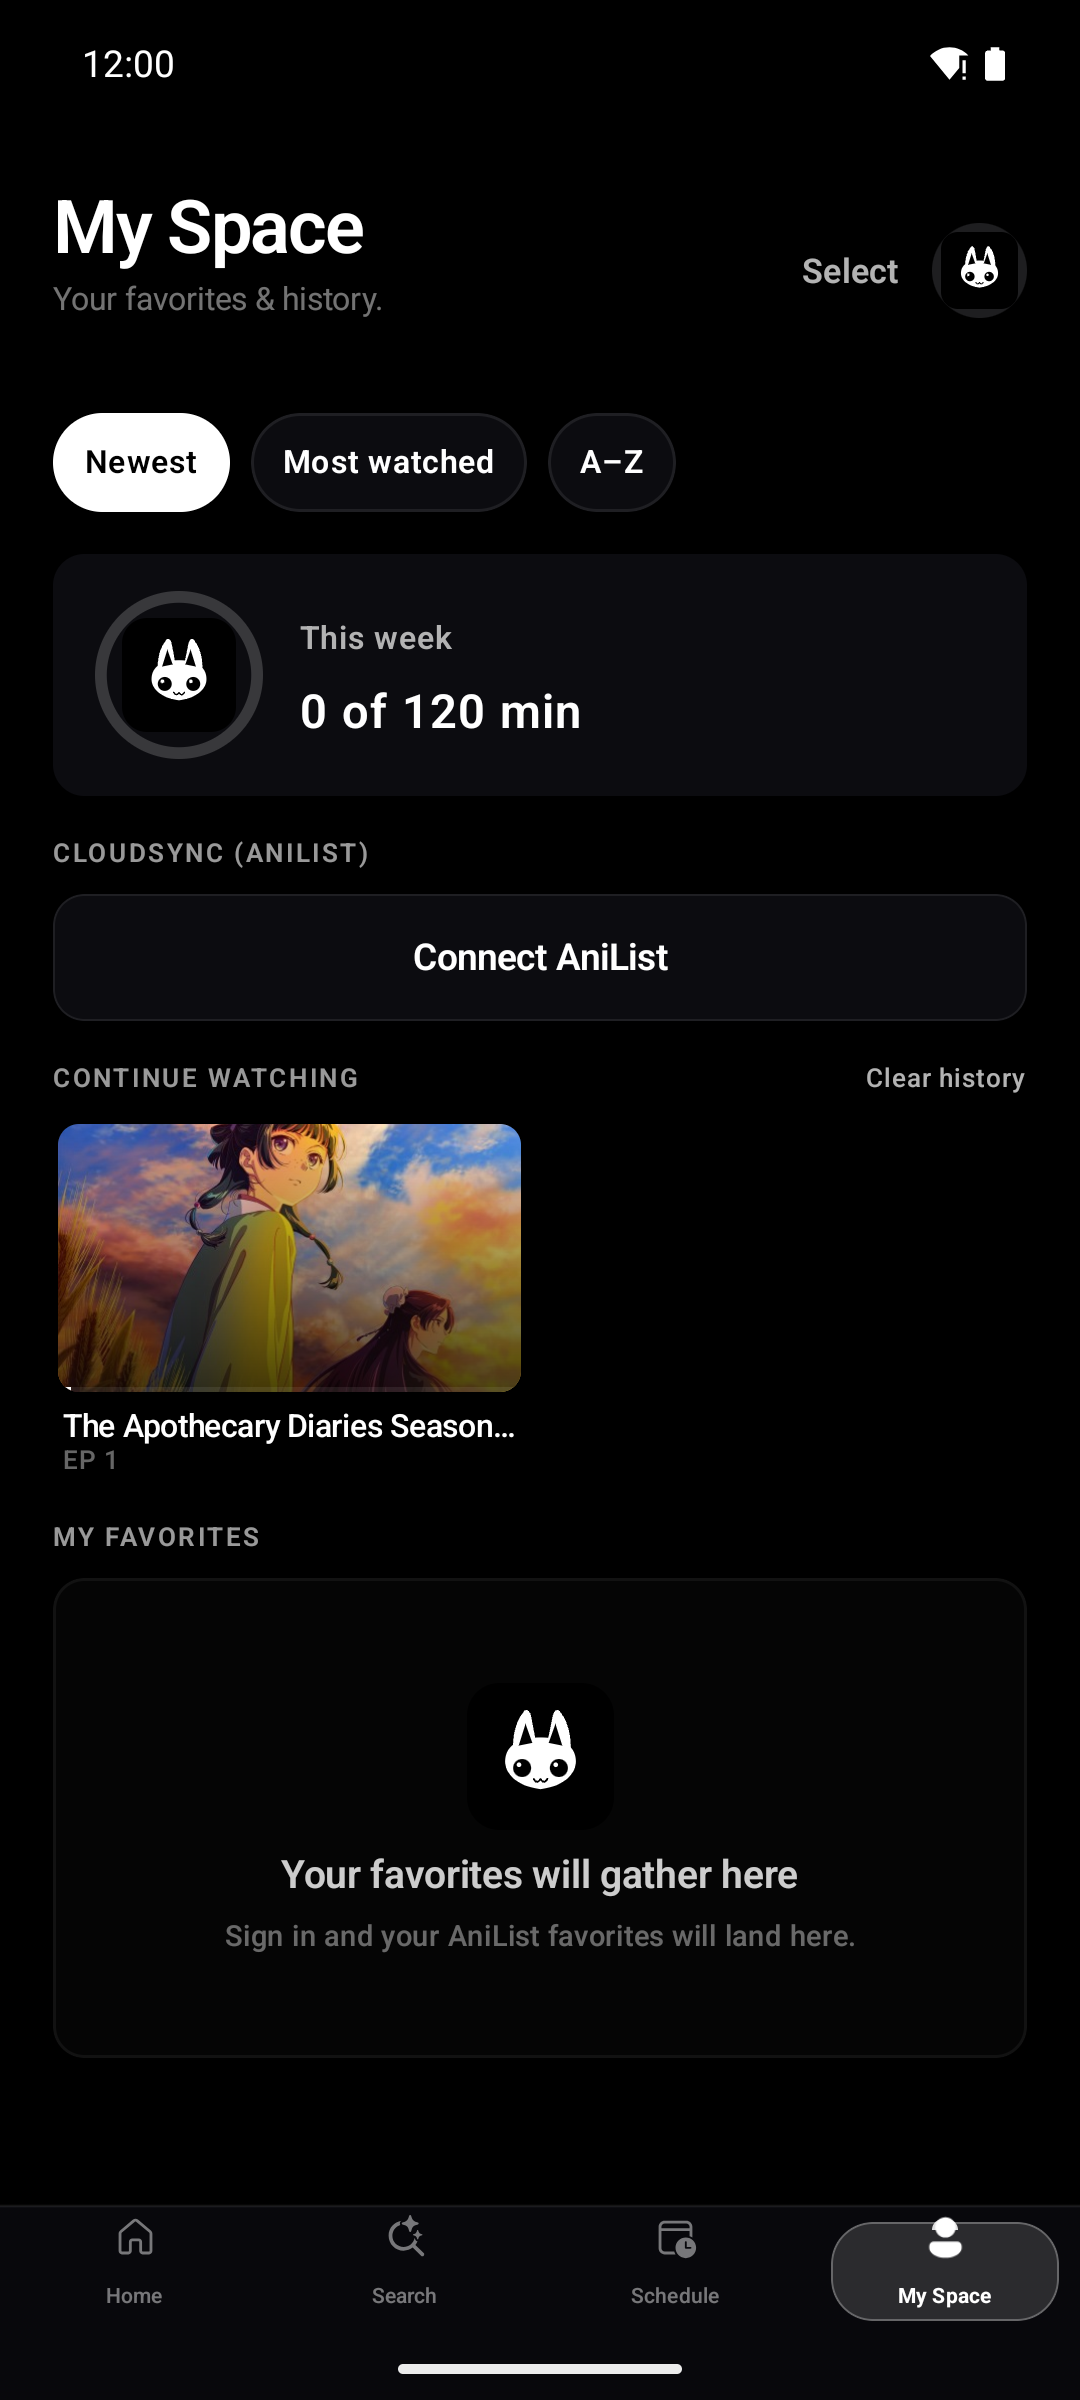 12:00
My Space
Your favorites & history.
Select
Newest
Most watched
A–Z
This week
0 of 120 min
CLOUDSYNC (ANILIST)
Connect AniList
CONTINUE WATCHING
Clear history
The Apothecary Diaries Season...
EP 1
MY FAVORITES
Your favorites will gather here
Sign in and your AniList favorites will land here.
Home
Search
Schedule
My Space